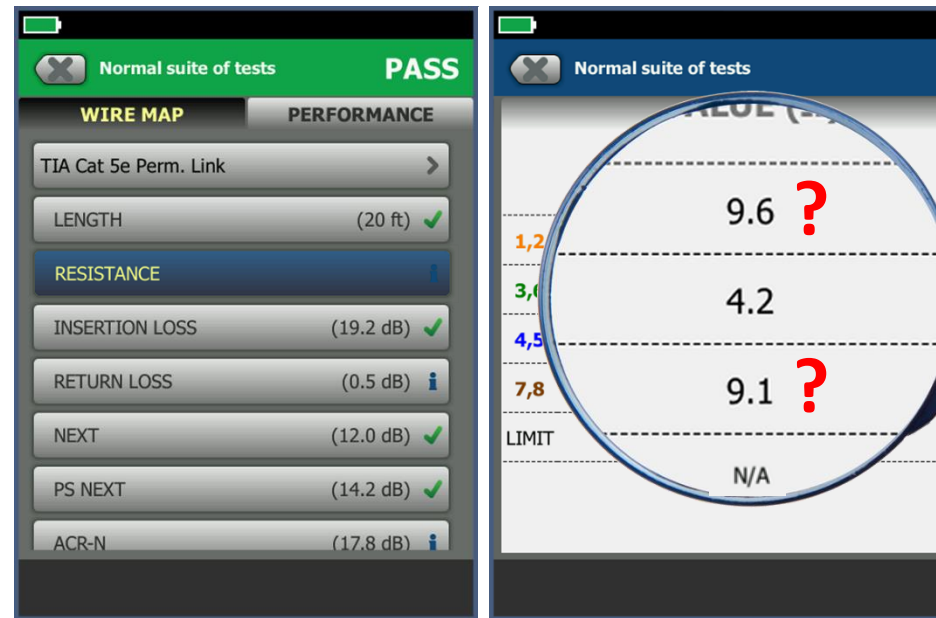 Normal suite of tests PASS
WIRE MAP PERFORMANCE
TIA Cat 5e Perm. Link
LENGTH (20 ft)
RESISTANCE i
INSERTION LOSS (19.2 dB)
RETURN LOSS (0.5 dB) i
NEXT (12.0 dB)
PS NEXT (14.2 dB)
ACR-N (17.8 dB) i
Normal suite of tests
9.6 ?
1,2
3,6
4.2
4,5
7,8
9.1 ?
LIMIT
N/A